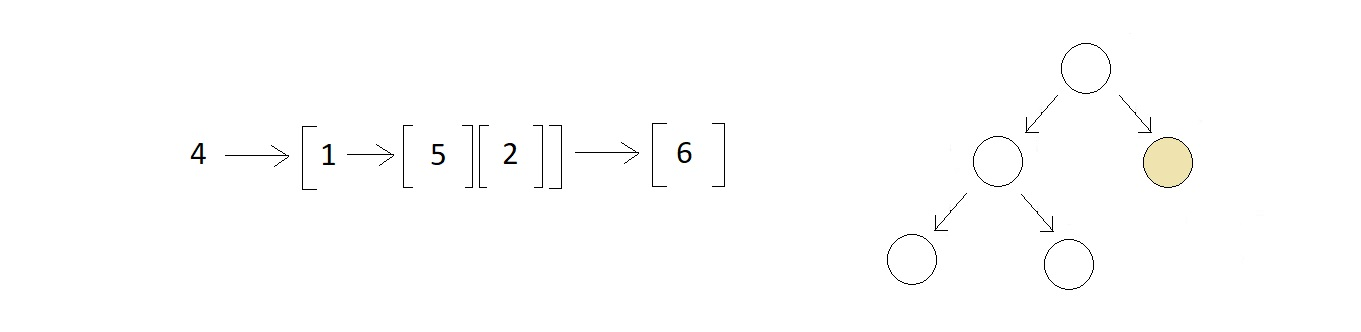 4 → [ 1 → [ 5 ] [ 2 ] ] → [ 6 ]